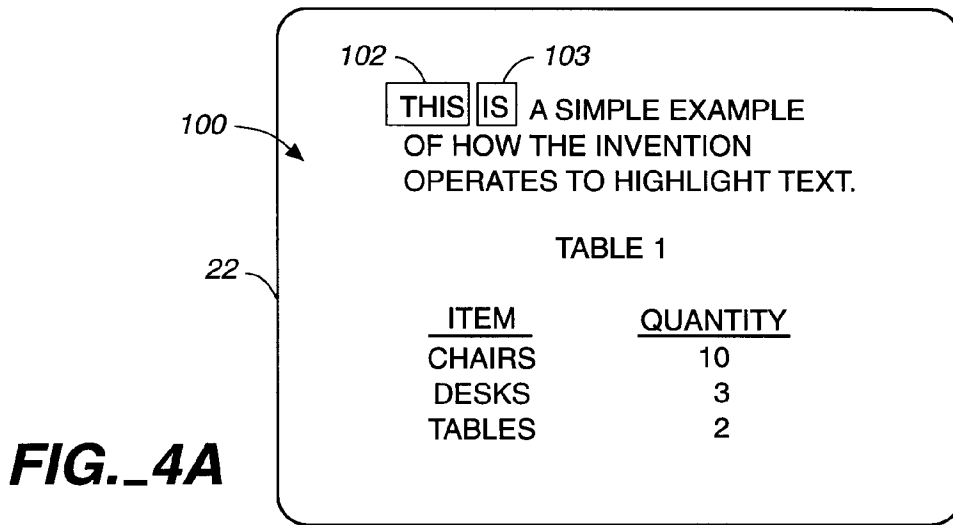 102 103
THIS IS A SIMPLE EXAMPLE
100
OF HOW THE INVENTION
OPERATES TO HIGHLIGHT TEXT.
TABLE 1
22
ITEM QUANTITY
CHAIRS 10
DESKS 3
TABLES 2
FIG._4A